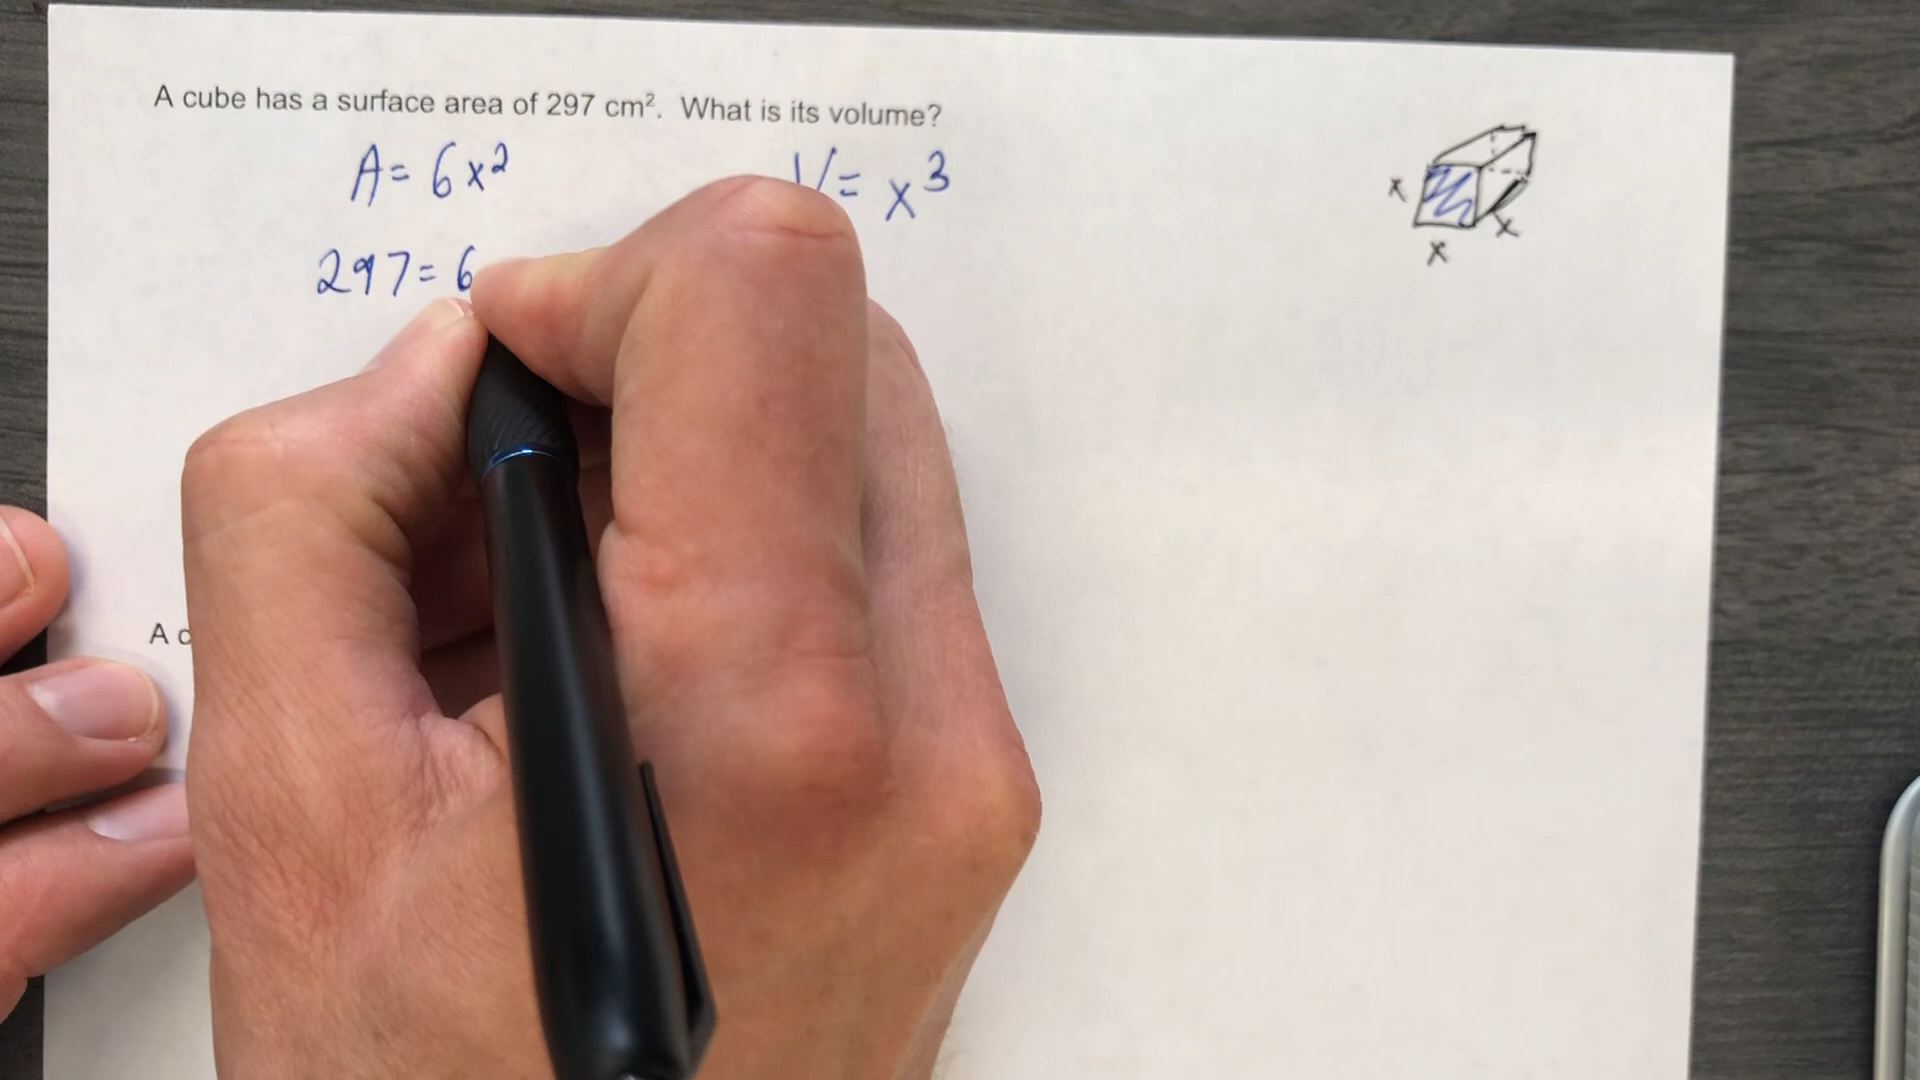 A cube has a surface area of 297 cm². What is its volume?
A = 6x²
V = x³
x
x
x
297 = 6
A